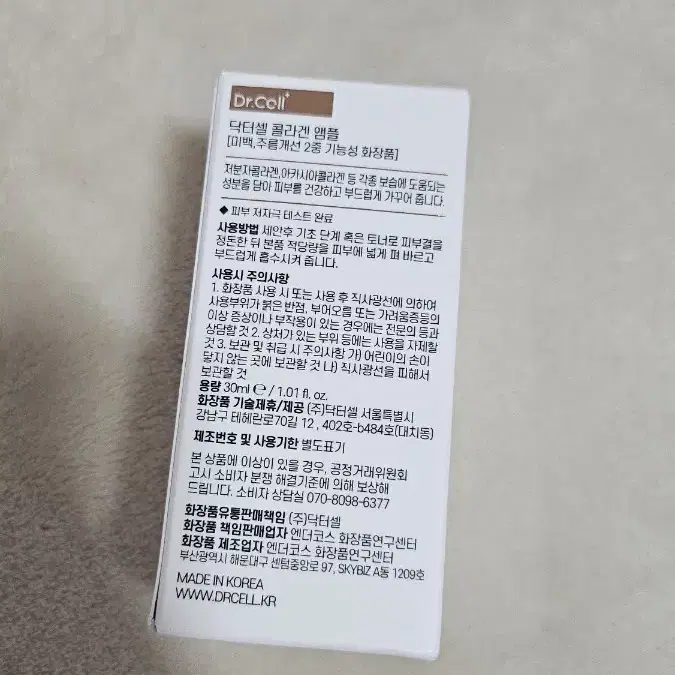 Dr.Cell+
닥터셀 콜라겐 앰플
[미백,주름개선 2중 기능성 화장품]
저분자콜라겐,아카시아콜라겐 등 각종 보습에 도움되는
성분을 담아 피부를 건강하고 부드럽게 가꾸어 줍니다.
◆ 피부 저자극 테스트 완료
사용방법 세안후 기초 단계 혹은 토너로 피부결을
정돈한 뒤 본품 적당량을 피부에 넓게 펴 바르고
부드럽게 흡수시켜 줍니다.
사용시 주의사항
1. 화장품 사용 시 또는 사용 후 직사광선에 의하여
사용부위가 붉은 반점, 부어오름 또는 가려움증등의
이상 증상이나 부작용이 있는 경우에는 전문의 등과
상담할 것 2. 상처가 있는 부위 등에는 사용을 자제할
것 3. 보관 및 취급 시 주의사항 가) 어린이의 손이
닿지 않는 곳에 보관할 것 나) 직사광선을 피해서
보관할 것
용량 30ml ℮ / 1.01 fl. oz.
화장품 기술제휴/제공 (주)닥터셀 서울특별시
강남구 테헤란로70길 12 , 402호-b484호(대치동)
제조번호 및 사용기한 별도표기
본 상품에 이상이 있을 경우, 공정거래위원회
고시 소비자 분쟁 해결기준에 의해 보상해
드립니다. 소비자 상담실 070-8098-6377
화장품유통판매책임 (주)닥터셀
화장품 책임판매업자 엔더코스 화장품연구센터
화장품 제조업자 엔더코스 화장품연구센터
부산광역시 해운대구 센텀중앙로 97, SKYBIZ A동 1209호
MADE IN KOREA
WWW.DRCELL.KR